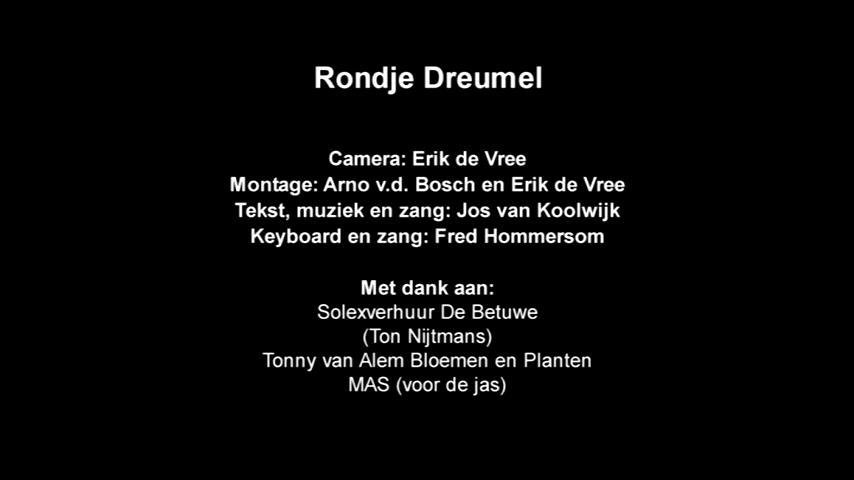 Rondje Dreumel
Camera: Erik de Vree
Montage: Arno v.d. Bosch en Erik de Vree
Tekst, muziek en zang: Jos van Koolwijk
Keyboard en zang: Fred Hommersom
Met dank aan:
Solexverhuur De Betuwe
(Ton Nijtmans)
Tonny van Alem Bloemen en Planten
MAS (voor de jas)